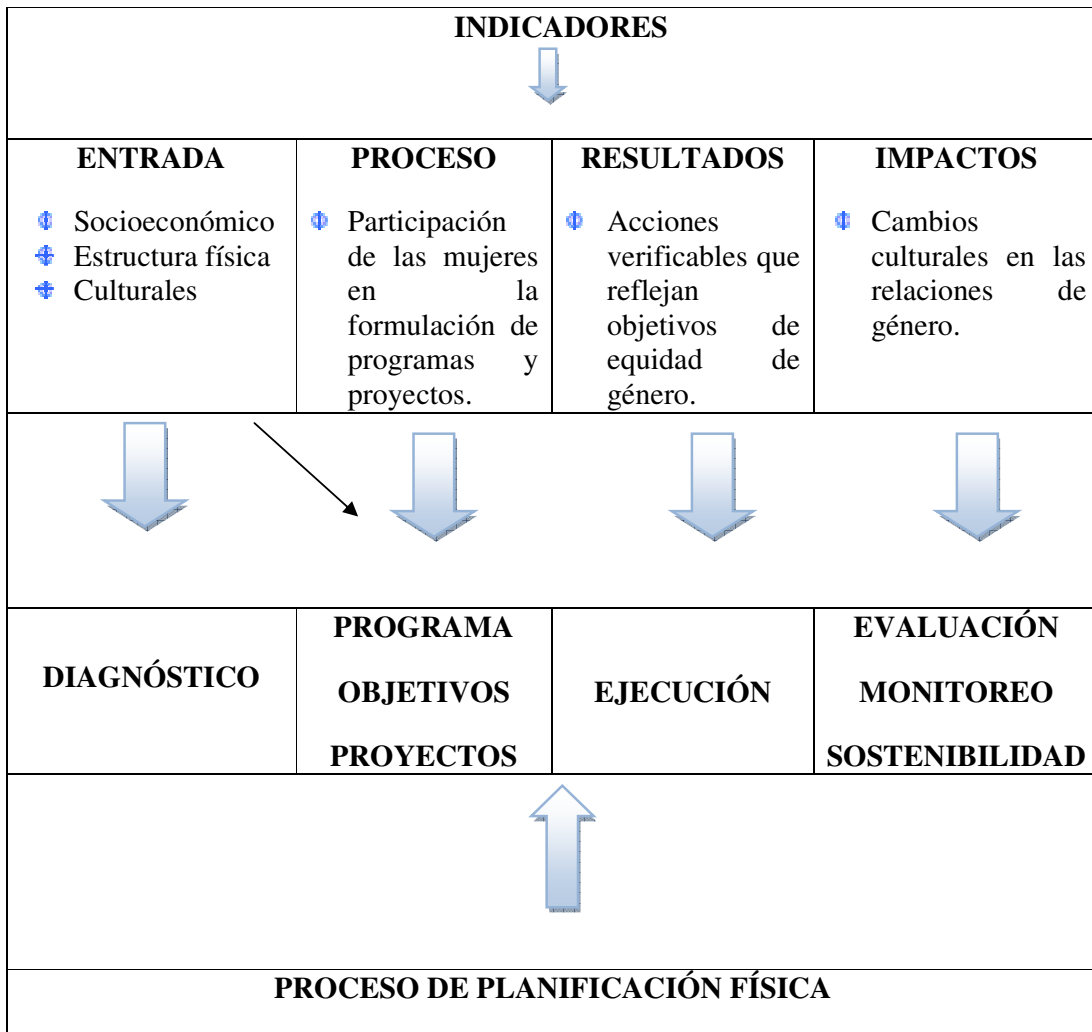 INDICADORES
ENTRADA
Socioeconómico
Estructura física
Culturales
PROCESO
Participación
de las mujeres
en la
formulación de
programas y
proyectos.
RESULTADOS
Acciones
verificables que
reflejan
objetivos de
equidad de
género.
IMPACTOS
Cambios
culturales en las
relaciones de
género.
DIAGNÓSTICO
PROGRAMA
OBJETIVOS
PROYECTOS
EJECUCIÓN
EVALUACIÓN
MONITOREO
SOSTENIBILIDAD
PROCESO DE PLANIFICACIÓN FÍSICA